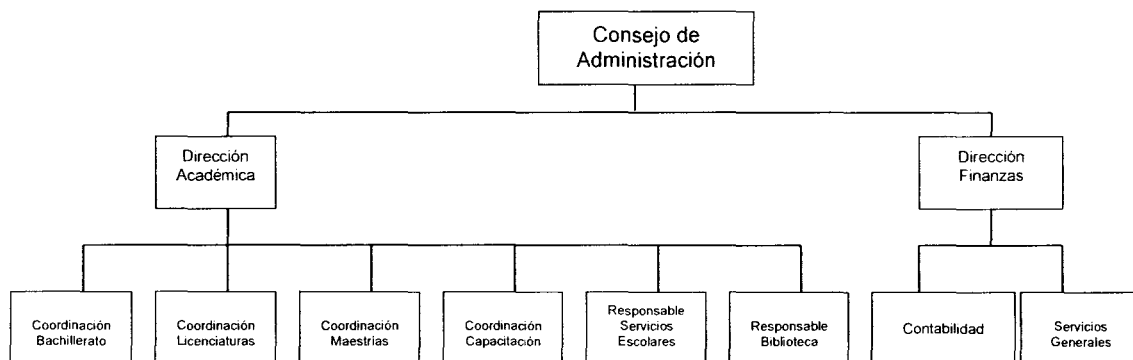 Consejo de
Administración
Dirección
Académica
Dirección
Finanzas
Coordinación
Bachillerato
Coordinación
Licenciaturas
Coordinación
Maestrias
Coordinación
Capacitación
Responsable
Servicios
Escolares
Responsable
Biblioteca
Contabilidad
Servicios
Generales